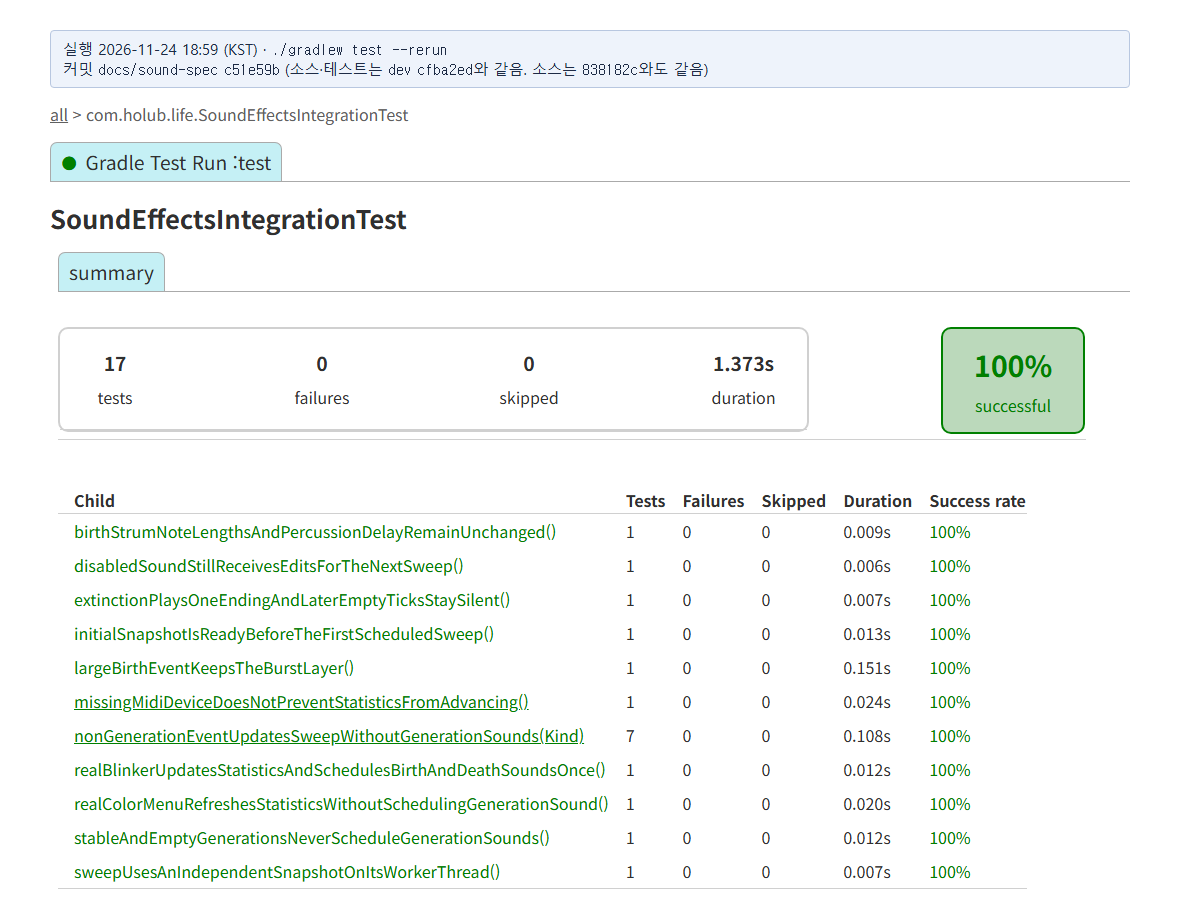 실행 2026-11-24 18:59 (KST) · ./gradlew test --rerun
커밋 docs/sound-spec c51e59b (소스·테스트는 dev cfba2ed와 같음. 소스는 838182c와도 같음)
all > com.holub.life.SoundEffectsIntegrationTest
Gradle Test Run :test
SoundEffectsIntegrationTest
summary
17 0 0 1.373s 100%
tests failures skipped duration successful
Child Tests Failures Skipped Duration Success rate
birthStrumNoteLengthsAndPercussionDelayRemainUnchanged() 1 0 0 0.009s 100%
disabledSoundStillReceivesEditsForTheNextSweep() 1 0 0 0.006s 100%
extinctionPlaysOneEndingAndLaterEmptyTicksStaySilent() 1 0 0 0.007s 100%
initialSnapshotIsReadyBeforeTheFirstScheduledSweep() 1 0 0 0.013s 100%
largeBirthEventKeepsTheBurstLayer() 1 0 0 0.151s 100%
missingMidiDeviceDoesNotPreventStatisticsFromAdvancing() 1 0 0 0.024s 100%
nonGenerationEventUpdatesSweepWithoutGenerationSounds(Kind) 7 0 0 0.108s 100%
realBlinkerUpdatesStatisticsAndSchedulesBirthAndDeathSoundsOnce() 1 0 0 0.012s 100%
realColorMenuRefreshesStatisticsWithoutSchedulingGenerationSound() 1 0 0 0.020s 100%
stableAndEmptyGenerationsNeverScheduleGenerationSounds() 1 0 0 0.012s 100%
sweepUsesAnIndependentSnapshotOnItsWorkerThread() 1 0 0 0.007s 100%